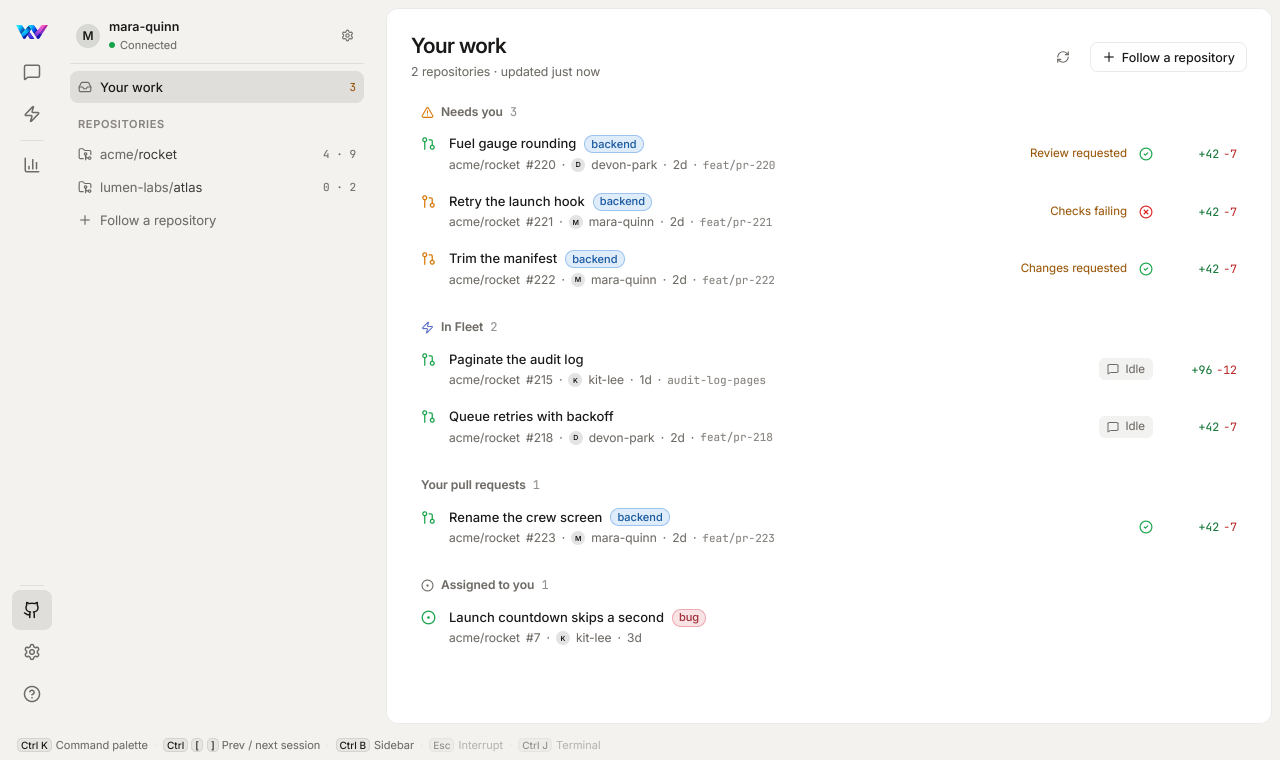 M mara-quinn
Connected
Your work 3
REPOSITORIES
acme/rocket 4 · 9
lumen-labs/atlas 0 · 2
Follow a repository
Your work
2 repositories · updated just now
Follow a repository
Needs you 3
Fuel gauge rounding backend
acme/rocket #220 · D devon-park · 2d · feat/pr-220
Review requested +42 -7
Retry the launch hook backend
acme/rocket #221 · M mara-quinn · 2d · feat/pr-221
Checks failing +42 -7
Trim the manifest backend
acme/rocket #222 · M mara-quinn · 2d · feat/pr-222
Changes requested +42 -7
In Fleet 2
Paginate the audit log
acme/rocket #215 · K kit-lee · 1d · audit-log-pages
Idle +96 -12
Queue retries with backoff
acme/rocket #218 · D devon-park · 2d · feat/pr-218
Idle +42 -7
Your pull requests 1
Rename the crew screen backend
acme/rocket #223 · M mara-quinn · 2d · feat/pr-223
+42 -7
Assigned to you 1
Launch countdown skips a second bug
acme/rocket #7 · K kit-lee · 3d
Ctrl K Command palette · Ctrl [ ] Prev / next session · Ctrl B Sidebar · Esc Interrupt · Ctrl J Terminal